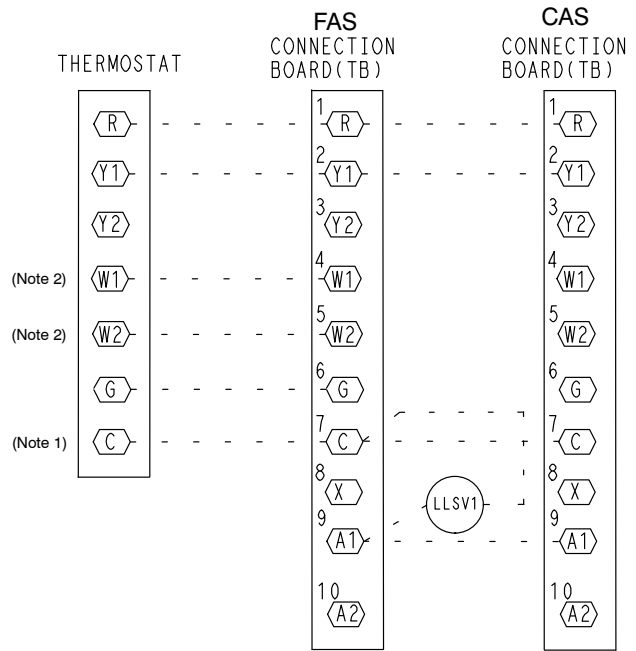 FAS
CAS
THERMOSTAT
CONNECTION
BOARD(TB)
CONNECTION
BOARD(TB)
R
1
R
1
R
Y1
2
Y1
2
Y1
Y2
3
Y2
3
Y2
(Note 2)
W1
4
W1
4
W1
(Note 2)
W2
5
W2
5
W2
G
6
G
6
G
(Note 1)
C
7
C
7
C
8
X
LLSV1
8
X
9
A1
9
A1
10
A2
10
A2